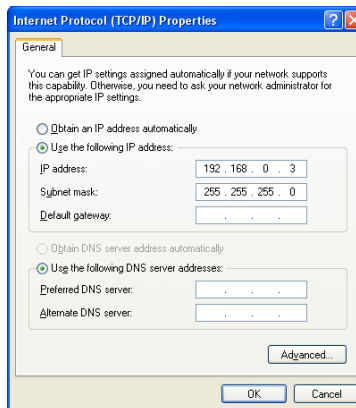 Internet Protocol (TCP/IP) Properties
General
You can get IP settings assigned automatically if your network supports
this capability. Otherwise, you need to ask your network administrator for
the appropriate IP settings.
Obtain an IP address automatically
Use the following IP address:
IP address: 192 . 168 . 0 . 3
Subnet mask: 255 . 255 . 255 . 0
Default gateway: . . .
Obtain DNS server address automatically
Use the following DNS server addresses:
Preferred DNS server: . . .
Alternate DNS server: . . .
Advanced...
OK Cancel